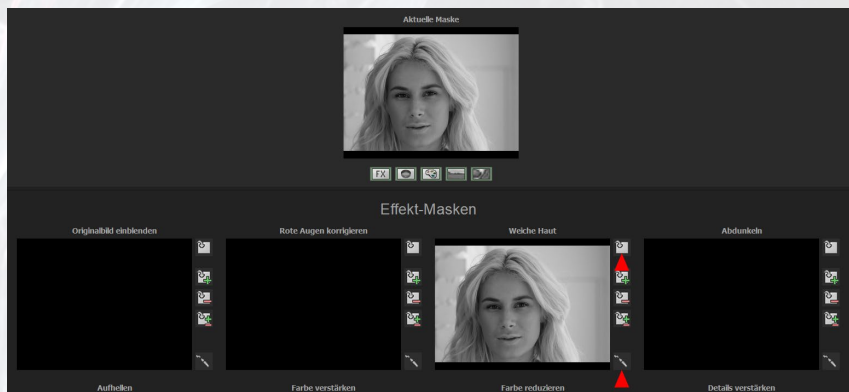 Aktuelle Maske
FX
Effekt-Masken
Originalbild einblenden
Rote Augen korrigieren
Weiche Haut
Abdunkeln
Aufhellen
Farbe verstärken
Farbe reduzieren
Details verstärken